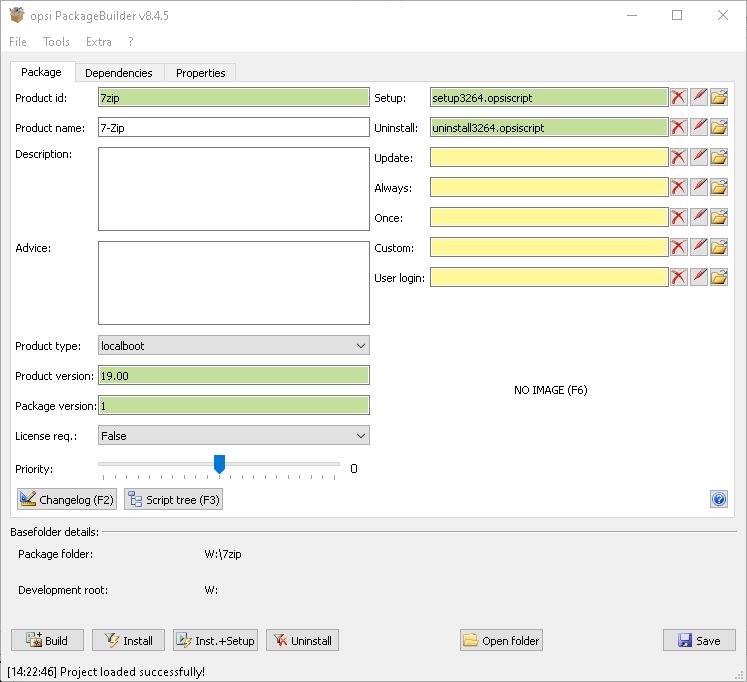 opsi PackageBuilder v8.4.5
File Tools Extra ?
Package Dependencies Properties
Product id: 7zip Setup: setup3264.opsiscript
Product name: 7-Zip Uninstall: uninstall3264.opsiscript
Description: Update:
Always:
Once:
Advice: Custom:
User login:
Product type: localboot
Product version: 19.00
NO IMAGE (F6)
Package version: 1
License req.: False
Priority: 0
Changelog (F2) Script tree (F3)
Basefolder details:
Package folder: W:\7zip
Development root: W:
Build Install Inst.+Setup Uninstall Open folder Save
[14:22:46] Project loaded successfully!